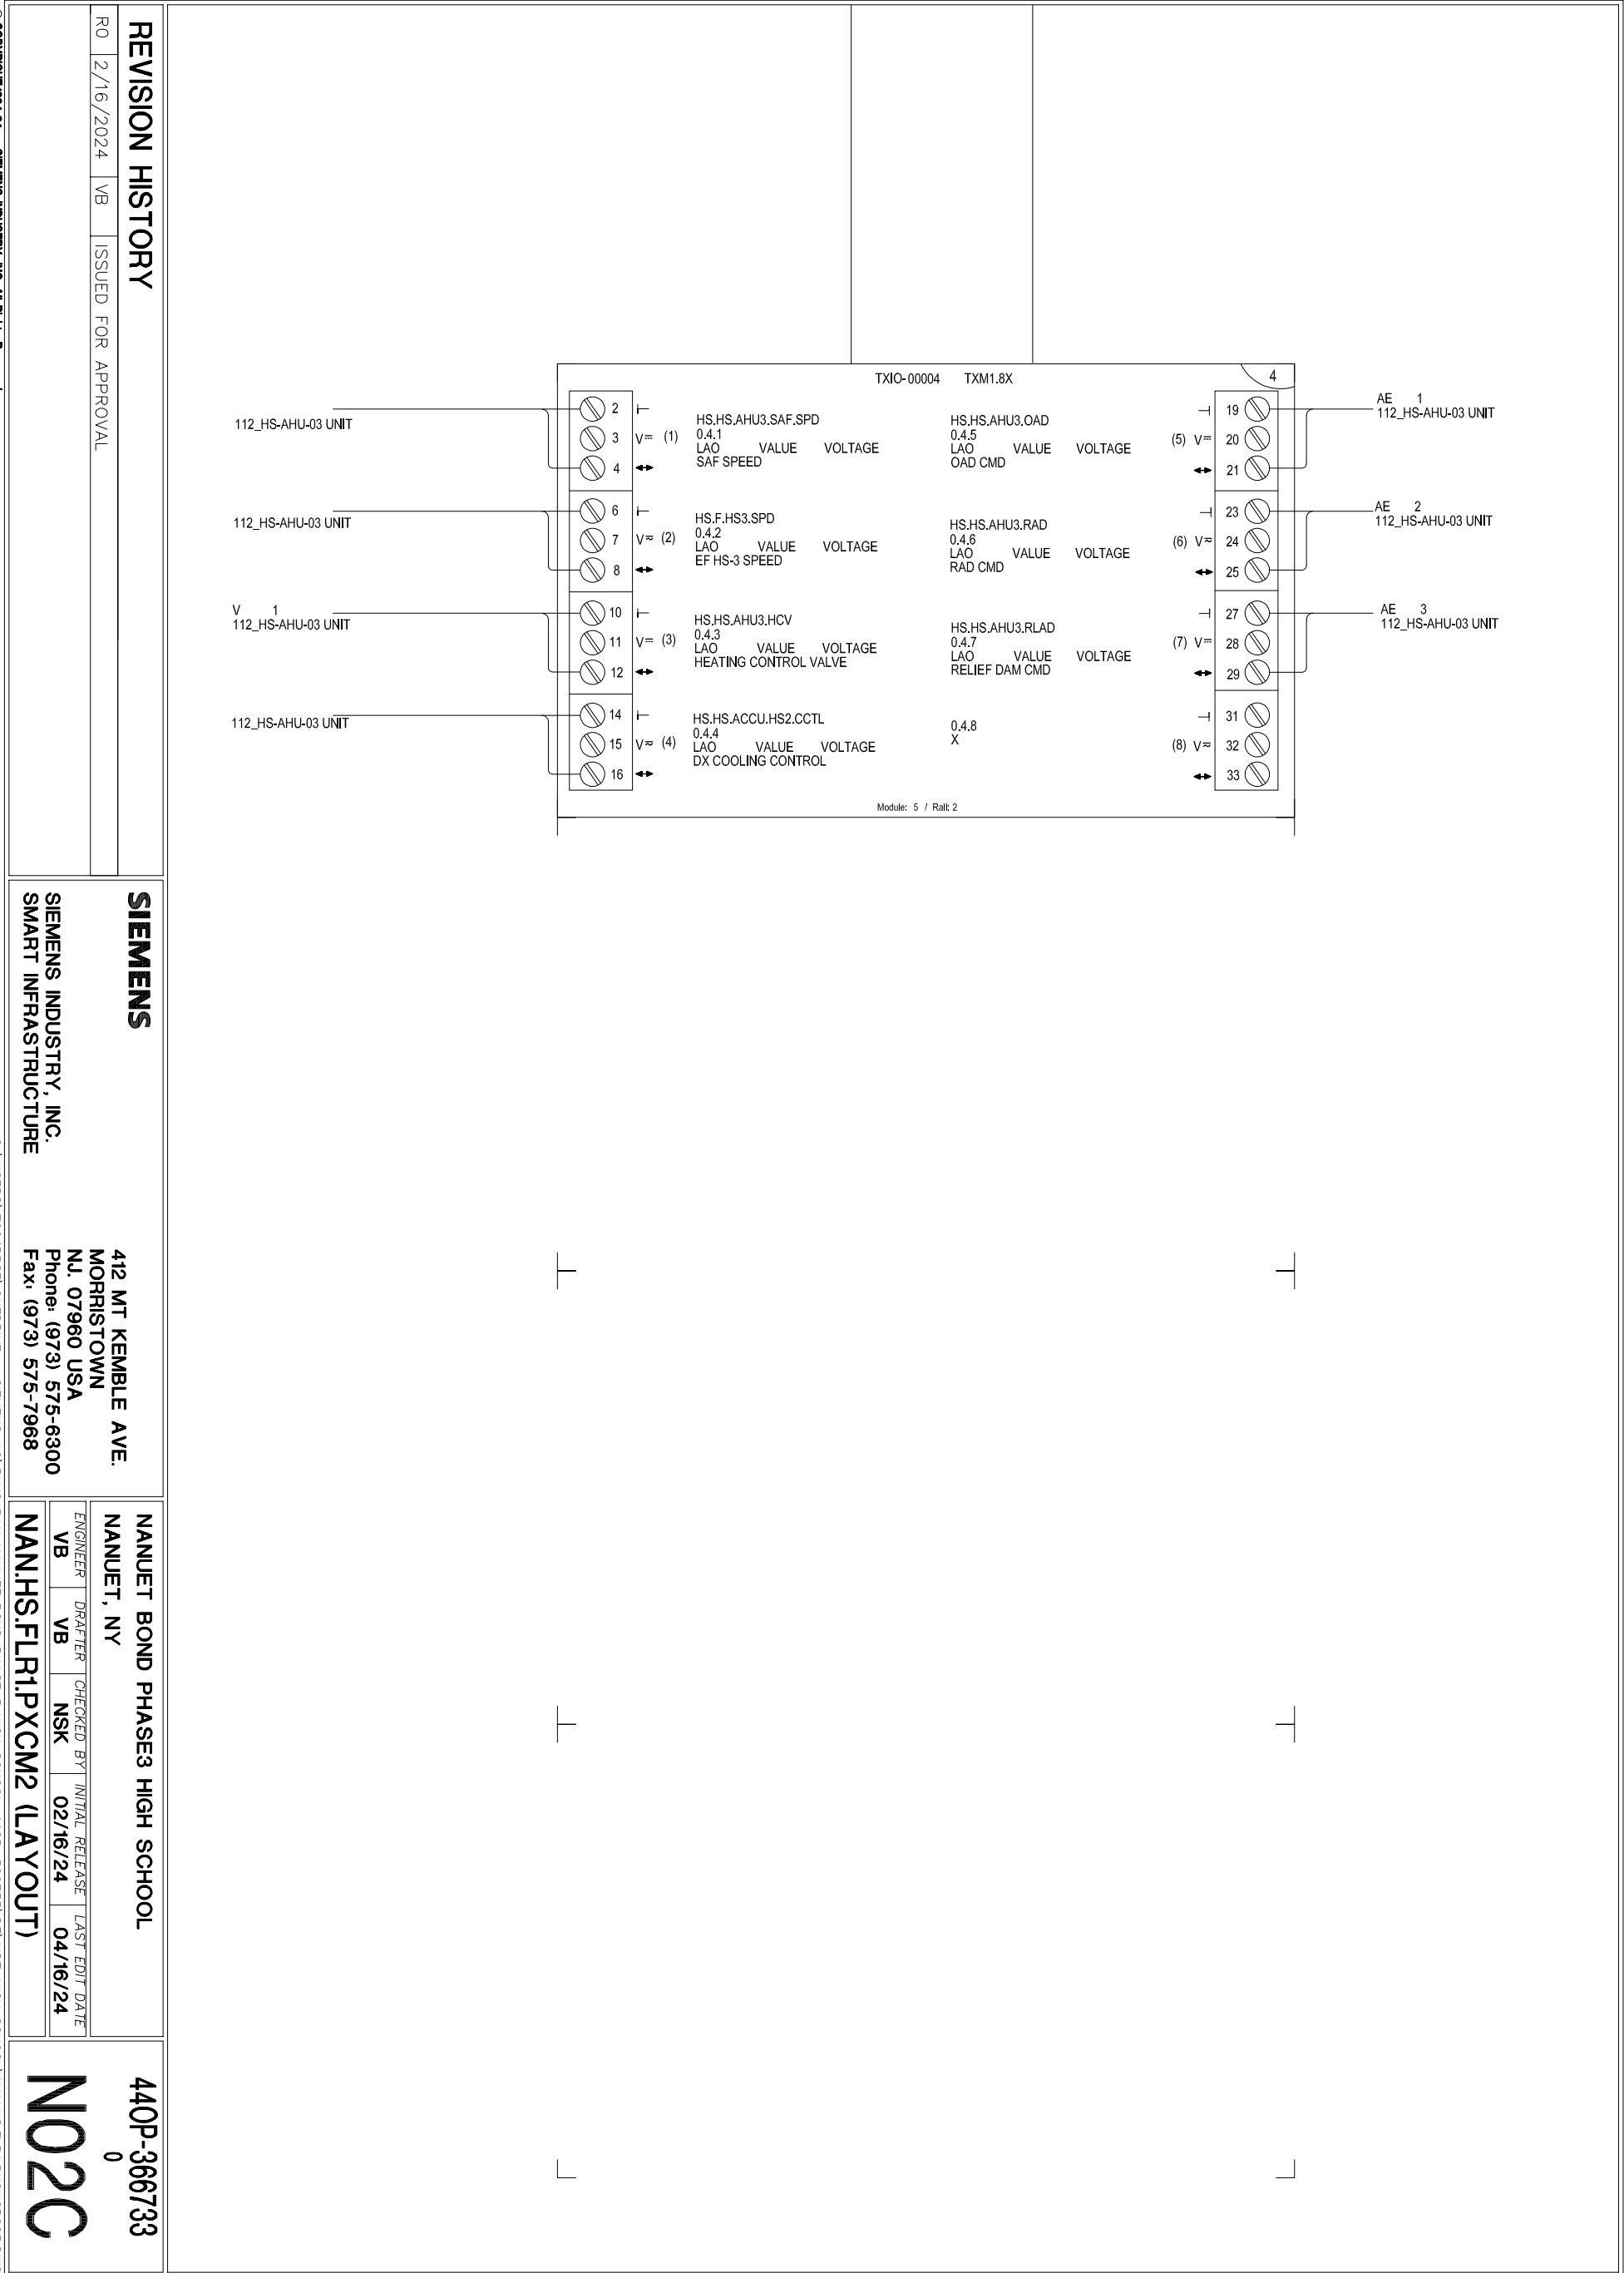 TXIO-00004 TXM1.8X
4
112_HS-AHU-03 UNIT
2
3 V= (1)
4
HS.HS.AHU3.SAF.SPD
0.4.1
LAO VALUE VOLTAGE
SAF SPEED
112_HS-AHU-03 UNIT
6
7 V≈ (2)
8
HS.F.HS3.SPD
0.4.2
LAO VALUE VOLTAGE
EF HS-3 SPEED
V 1
112_HS-AHU-03 UNIT
10
11 V= (3)
12
HS.HS.AHU3.HCV
0.4.3
LAO VALUE VOLTAGE
HEATING CONTROL VALVE
112_HS-AHU-03 UNIT
14
15 V≈ (4)
16
HS.HS.ACCU.HS2.CCTL
0.4.4
LAO VALUE VOLTAGE
DX COOLING CONTROL
HS.HS.AHU3.OAD
0.4.5
LAO VALUE VOLTAGE
OAD CMD
19
(5) V= 20
21
AE 1
112_HS-AHU-03 UNIT
HS.HS.AHU3.RAD
0.4.6
LAO VALUE VOLTAGE
RAD CMD
23
(6) V≈ 24
25
AE 2
112_HS-AHU-03 UNIT
HS.HS.AHU3.RLAD
0.4.7
LAO VALUE VOLTAGE
RELIEF DAM CMD
27
(7) V= 28
29
AE 3
112_HS-AHU-03 UNIT
0.4.8
X
31
(8) V≈ 32
33
Module: 5 / Rail: 2
REVISION HISTORY
R0 2/16/2024 VB ISSUED FOR APPROVAL
SIEMENS
SIEMENS INDUSTRY, INC.
SMART INFRASTRUCTURE
412 MT KEMBLE AVE.
MORRISTOWN
NJ. 07960 USA
Phone: (973) 575-6300
Fax: (973) 575-7968
NANUET BOND PHASE3 HIGH SCHOOL
NANUET, NY
ENGINEER DRAFTER CHECKED BY INITIAL RELEASE LAST EDIT DATE
VB VB NSK 02/16/24 04/16/24
NAN.HS.FLR1.PXCM2 (LAYOUT)
440P-366733
0
N02C